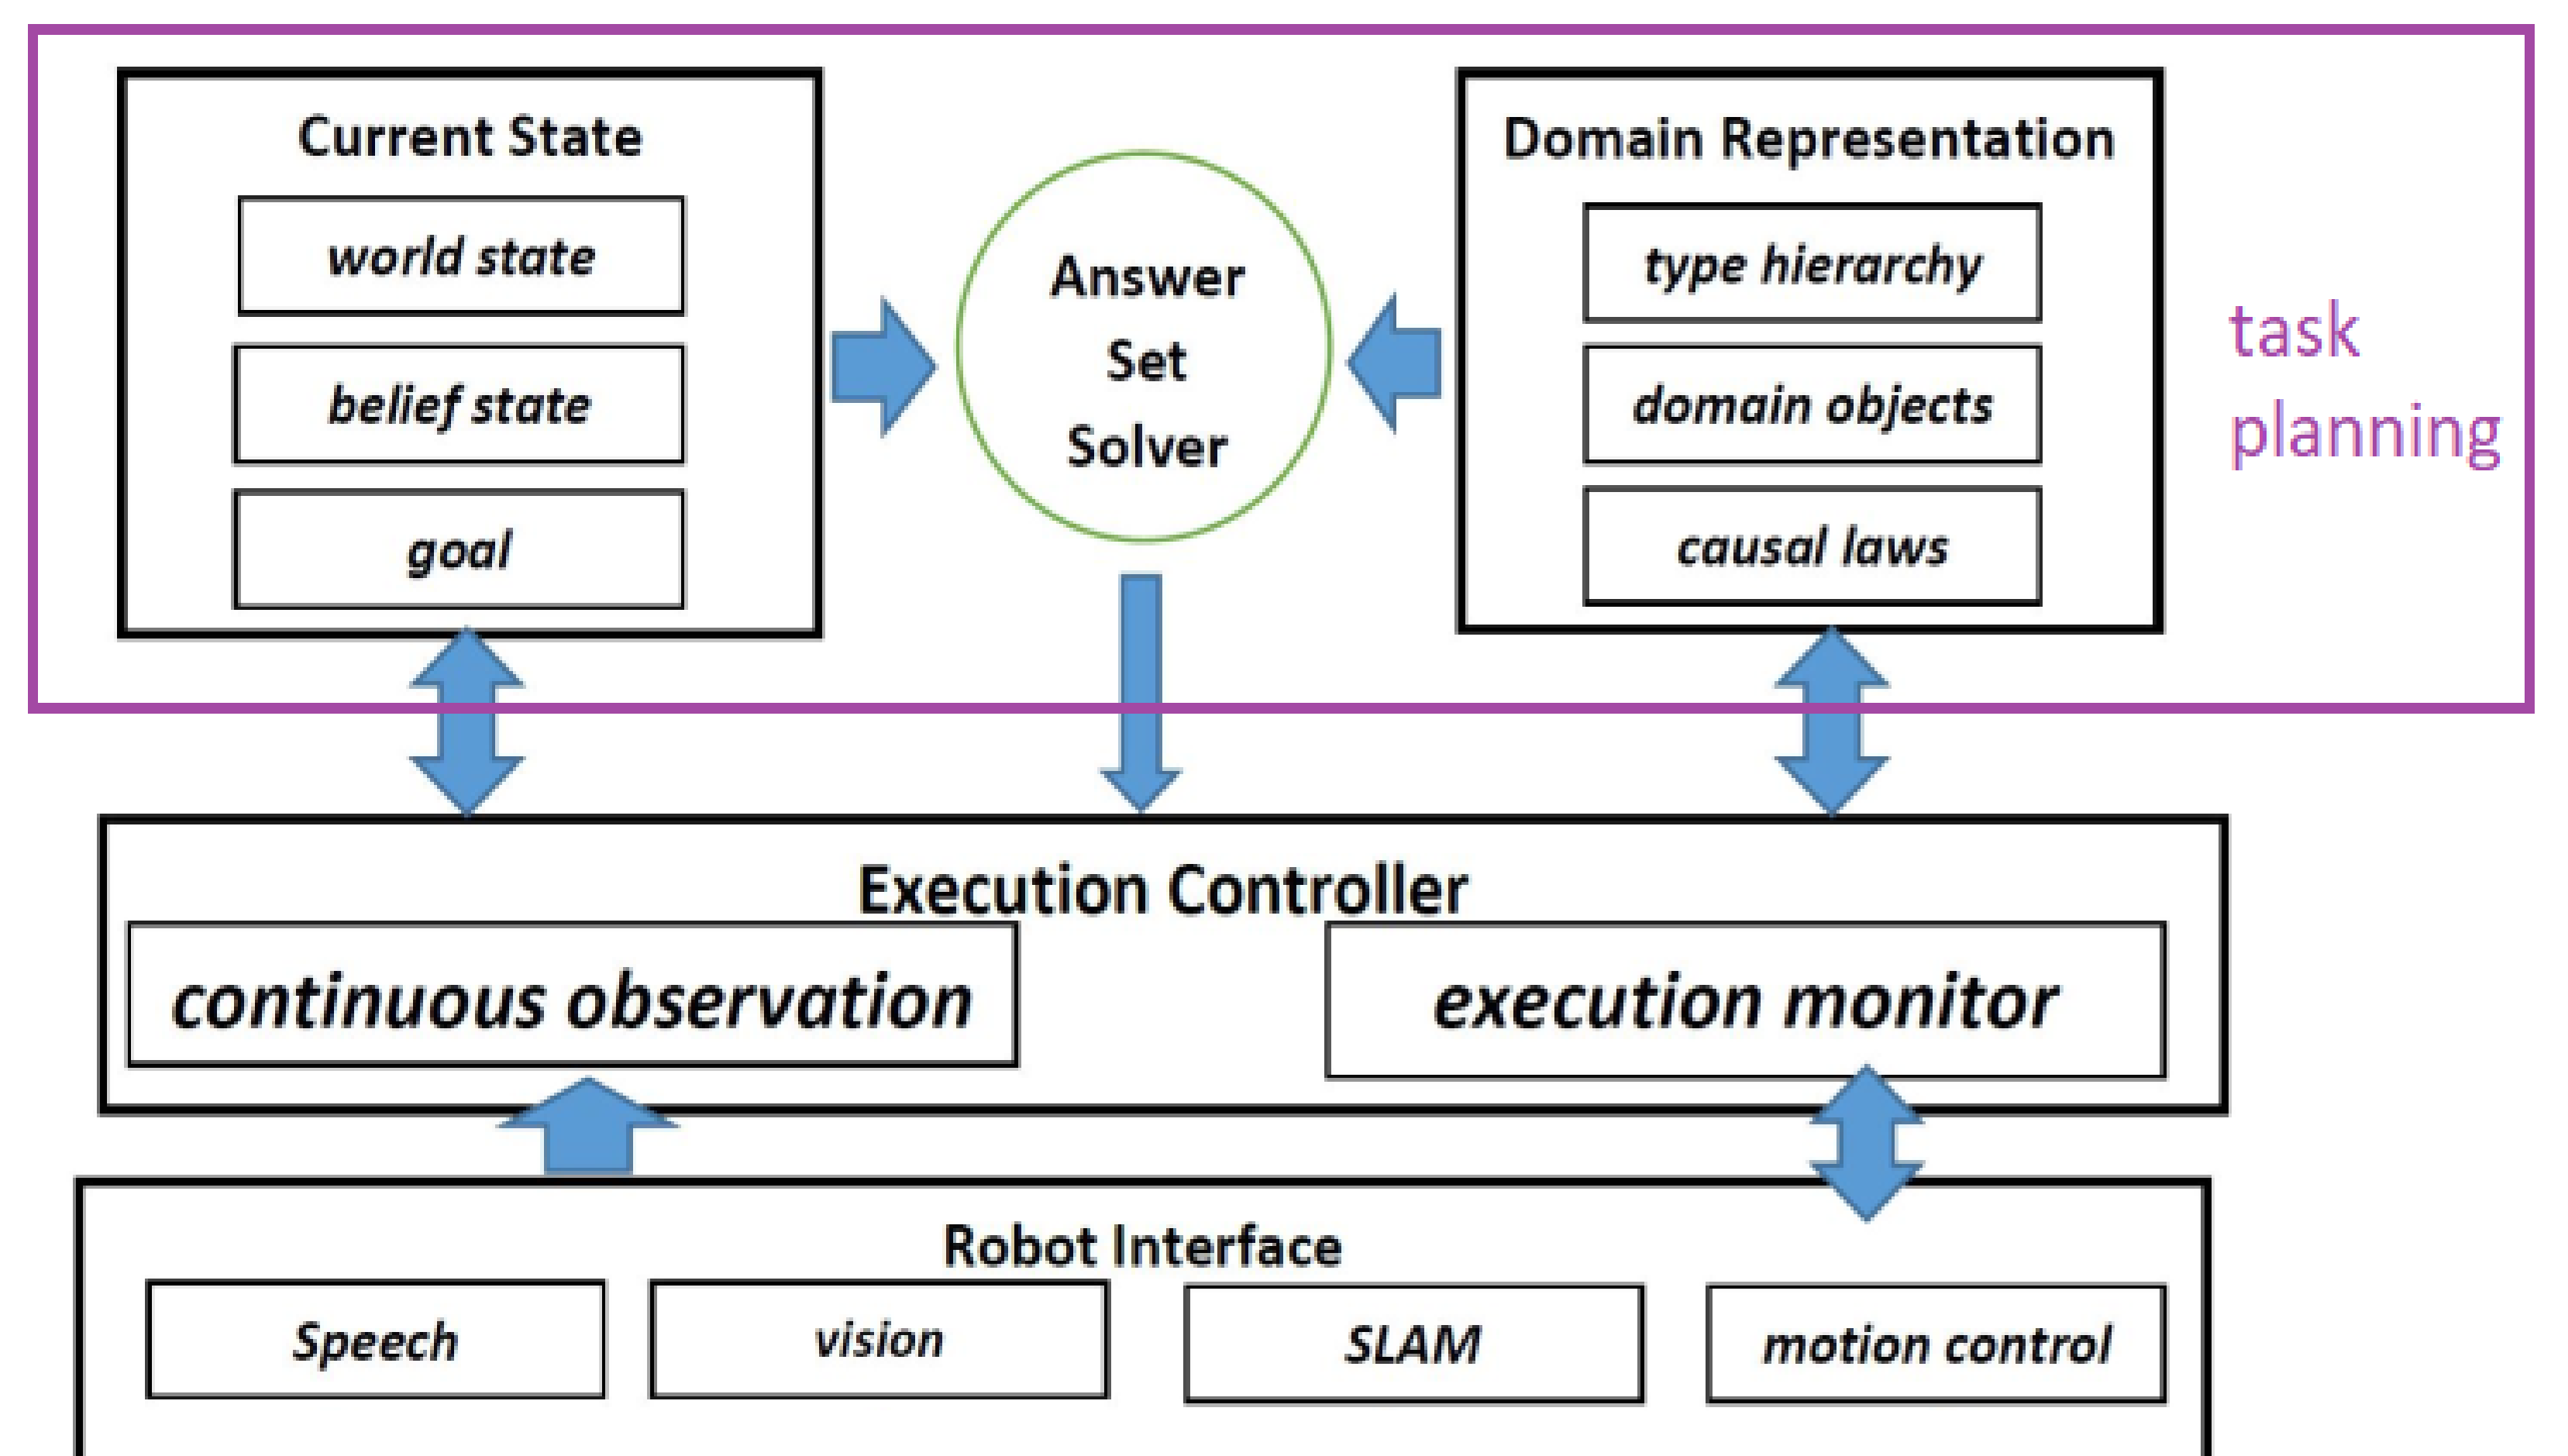 Current State
world state
belief state
goal
Answer
Set
Solver
Domain Representation
type hierarchy
domain objects
causal laws
task
planning
Execution Controller
continuous observation
execution monitor
Robot Interface
Speech
vision
SLAM
motion control